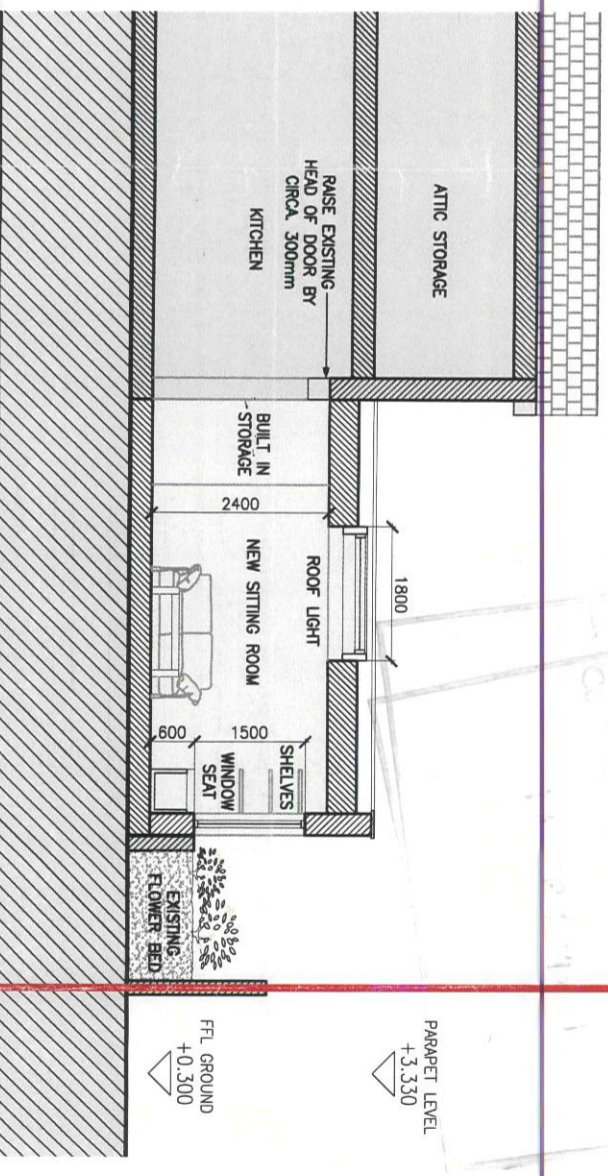 ATTIC STORAGE
RAISE EXISTING
HEAD OF DOOR BY
CIRCA 300mm
KITCHEN
BUILT IN
STORAGE
2400
1800
ROOF LIGHT
NEW SITTING ROOM
600
1500
SHELVES
WINDOW
SEAT
EXISTING
FLOWER BED
PARAPET LEVEL
+3.330
FFL GROUND
+0.300